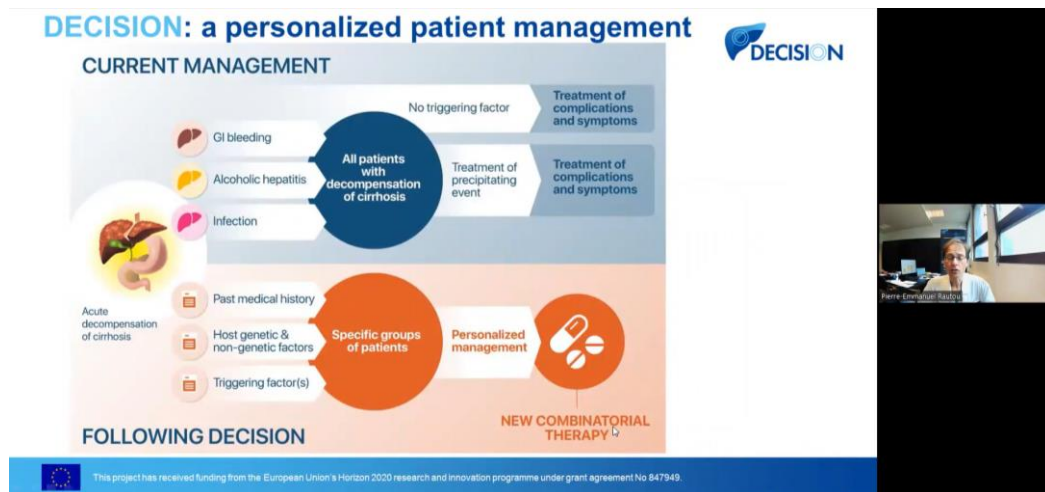 DECISION: a personalized patient management
DECISION
CURRENT MANAGEMENT
GI bleeding
Alcoholic hepatitis
Infection
All patients
with
decompensation
of cirrhosis
No triggering factor
Treatment of
complications
and symptoms
Treatment of
precipitating
event
Treatment of
complications
and symptoms
Acute
decompensation
of cirrhosis
Past medical history
Host genetic &
non-genetic factors
Triggering factor(s)
Specific groups
of patients
Personalized
management
NEW COMBINATORIAL
THERAPY
FOLLOWING DECISION
This project has received funding from the European Union's Horizon 2020 research and innovation programme under grant agreement No 847949.
Pierre-Emmanuel Rautou